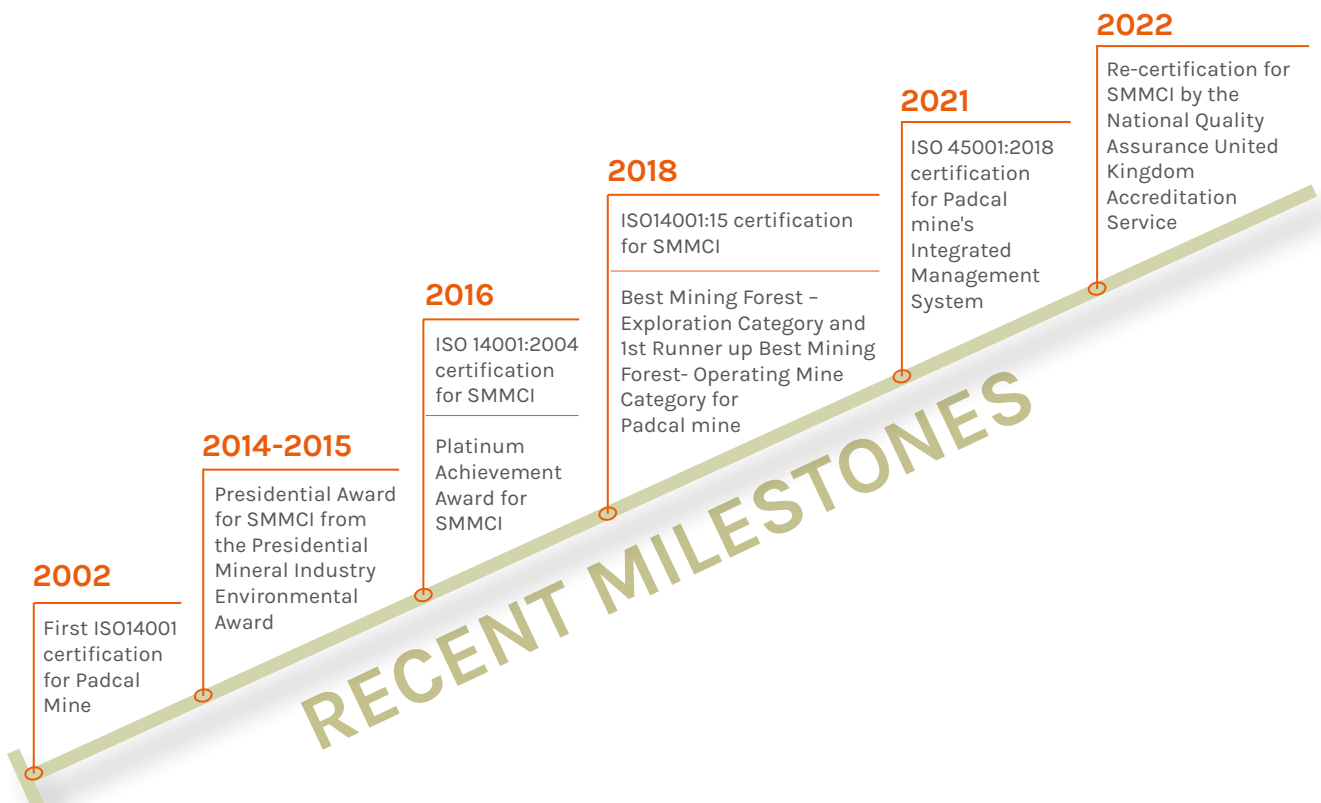 2002
First ISO14001
certification
for Padcal
Mine
2014-2015
Presidential Award
for SMMCI from
the Presidential
Mineral Industry
Environmental
Award
2016
ISO 14001:2004
certification
for SMMCI
Platinum
Achievement
Award for
SMMCI
2018
ISO14001:15 certification
for SMMCI
Best Mining Forest –
Exploration Category and
1st Runner up Best Mining
Forest- Operating Mine
Category for
Padcal mine
2021
ISO 45001:2018
certification
for Padcal
mine's
Integrated
Management
System
2022
Re-certification for
SMMCI by the
National Quality
Assurance United
Kingdom
Accreditation
Service
RECENT MILESTONES